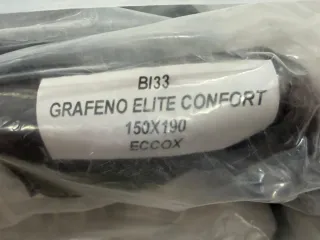 BI33
GRAFENO ELITE CONFORT
150X190
ECCOX